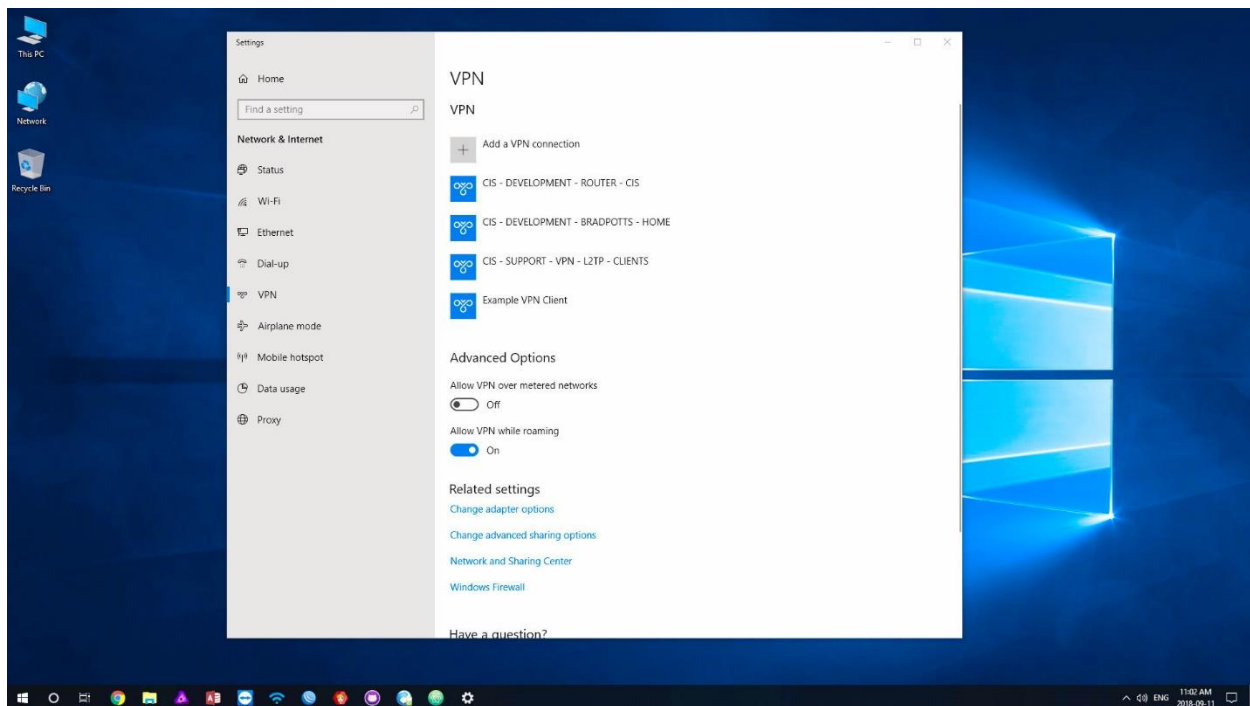 This PC
Network
Recycle Bin
Settings
Home
Find a setting
Network & Internet
Status
Wi-Fi
Ethernet
Dial-up
VPN
Airplane mode
Mobile hotspot
Data usage
Proxy
VPN
VPN
Add a VPN connection
CIS - DEVELOPMENT - ROUTER - CIS
CIS - DEVELOPMENT - BRADPOTTS - HOME
CIS - SUPPORT - VPN - L2TP - CLIENTS
Example VPN Client
Advanced Options
Allow VPN over metered networks
Off
Allow VPN while roaming
On
Related settings
Change adapter options
Change advanced sharing options
Network and Sharing Center
Windows Firewall
Have a question?
ENG
11:02 AM
2018-09-11